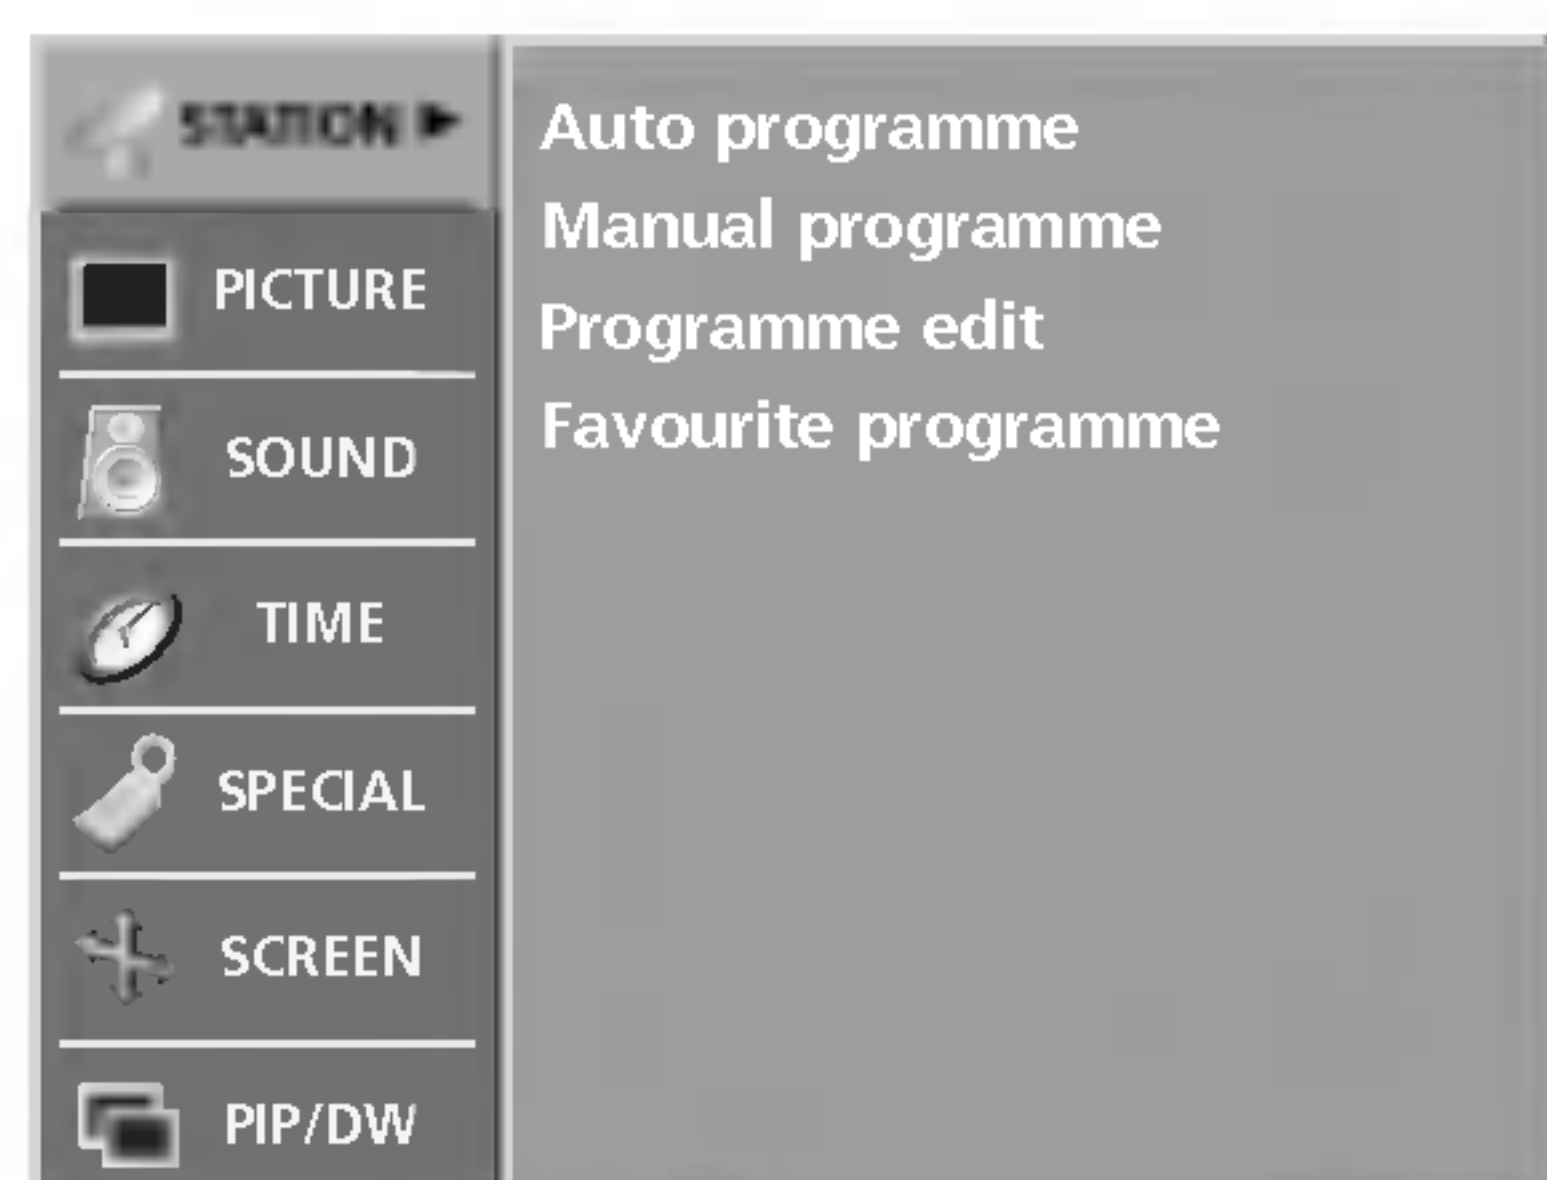 STATION ►
PICTURE
SOUND
TIME
SPECIAL
SCREEN
PIP/DW
Auto programme
Manual programme
Programme edit
Favourite programme